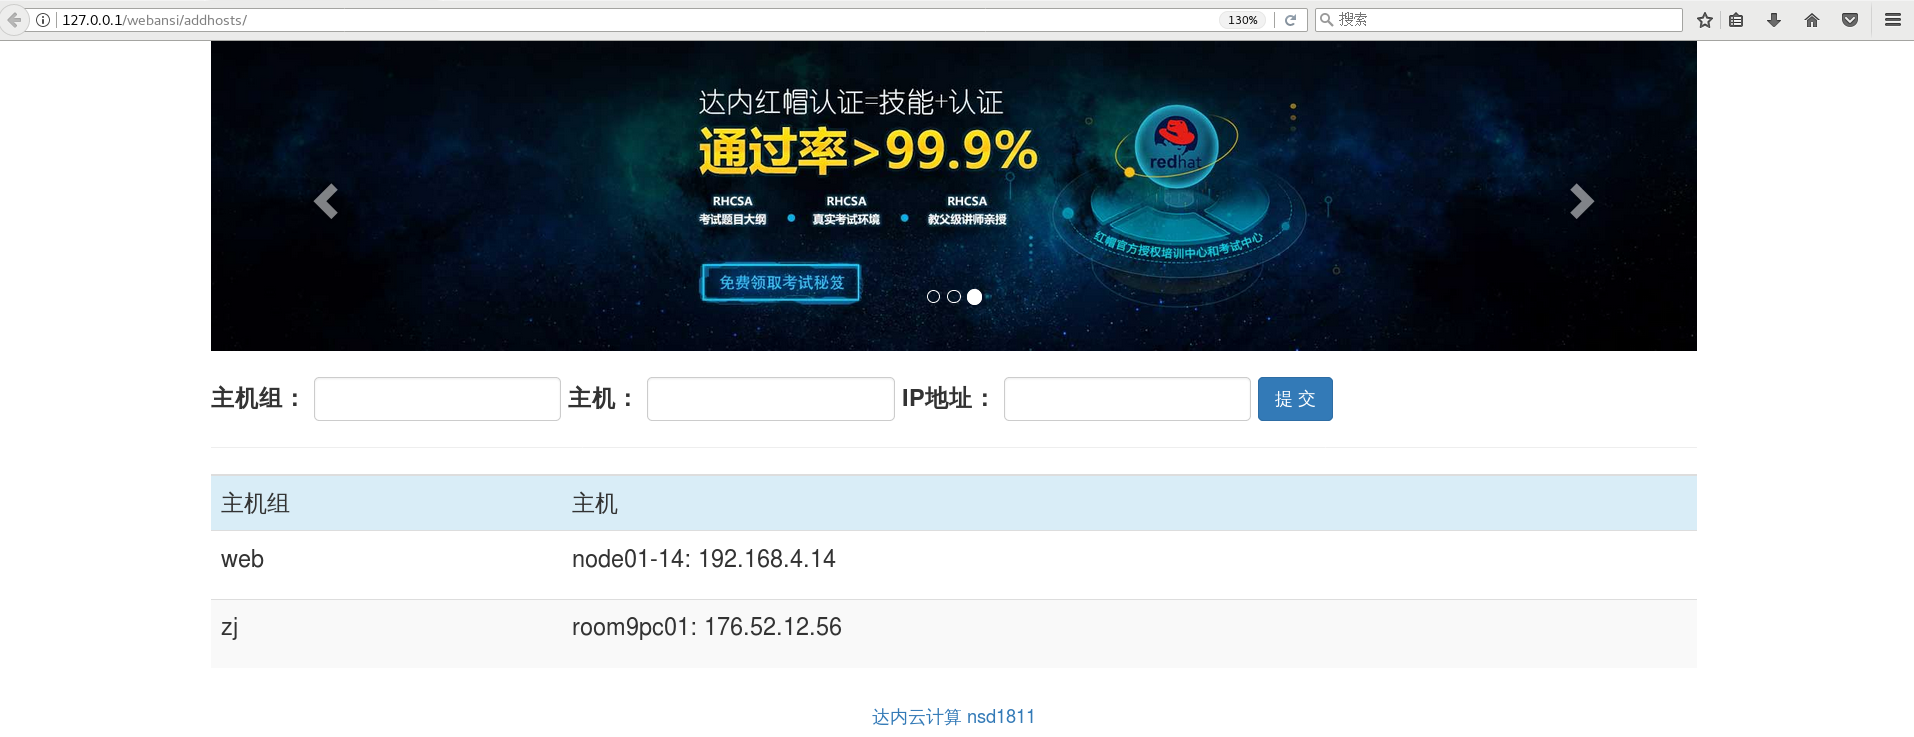 127.0.0.1/webansi/addhosts/ 130% 搜索
达内红帽认证=技能+认证
通过率>99.9%
redhat
RHCSA RHCSA RHCSA
考试题目大纲 真实考试环境 教父级讲师亲授
红帽官方授权培训中心和考试中心
免费领取考试秘笈
主机组： 主机： IP地址： 提 交
主机组 主机
web node01-14: 192.168.4.14
zj room9pc01: 176.52.12.56
达内云计算 nsd1811